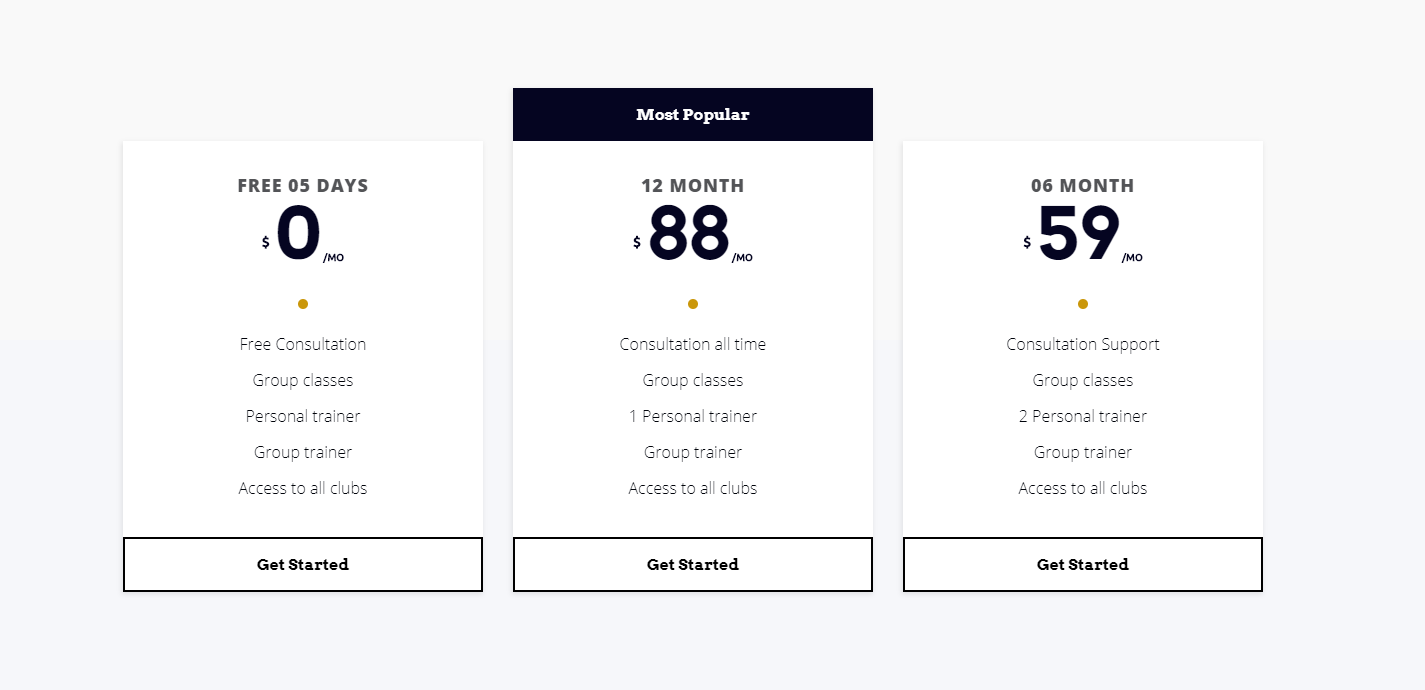 Most Popular
FREE 05 DAYS
$ 0 /MO
Free Consultation
Group classes
Personal trainer
Group trainer
Access to all clubs
Get Started
12 MONTH
$ 88 /MO
Consultation all time
Group classes
1 Personal trainer
Group trainer
Access to all clubs
Get Started
06 MONTH
$ 59 /MO
Consultation Support
Group classes
2 Personal trainer
Group trainer
Access to all clubs
Get Started